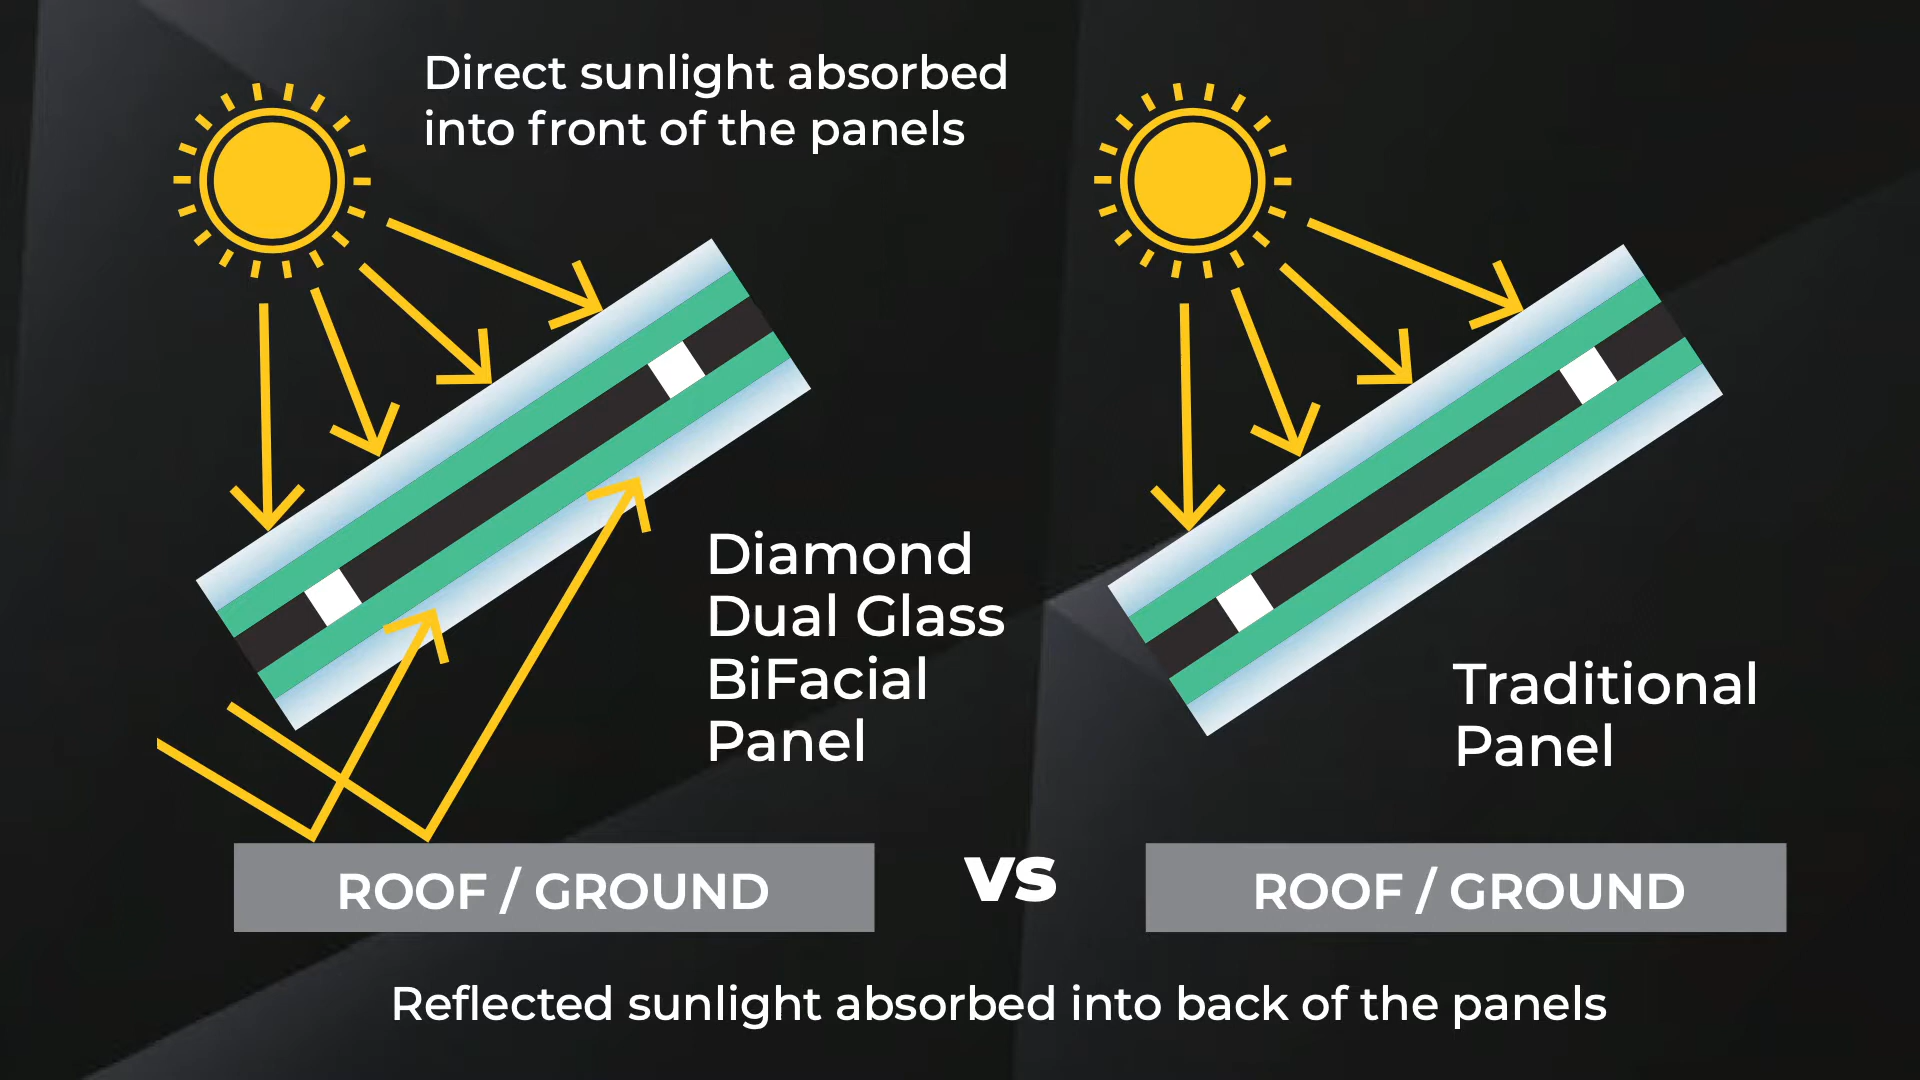 Direct sunlight absorbed
into front of the panels
Diamond
Dual Glass
BiFacial
Panel
Traditional
Panel
ROOF / GROUND
vs
ROOF / GROUND
Reflected sunlight absorbed into back of the panels